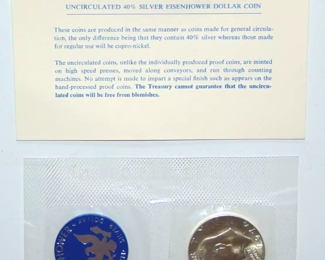 UNCIRCULATED 40% SILVER EISENHOWER DOLLAR COIN
These coins are produced in the same manner as coins made for general circula-
tion, the only difference being that they contain 40% silver whereas those made
for regular use will be cupro-nickel.
The uncirculated coins, unlike the individually produced proof coins, are minted
on high speed presses, moved along conveyors, and run through counting
machines. No attempt is made to impart a special finish such as appears on the
hand-processed proof coins. The Treasury cannot guarantee that the uncircu-
lated coins will be free from blemishes.